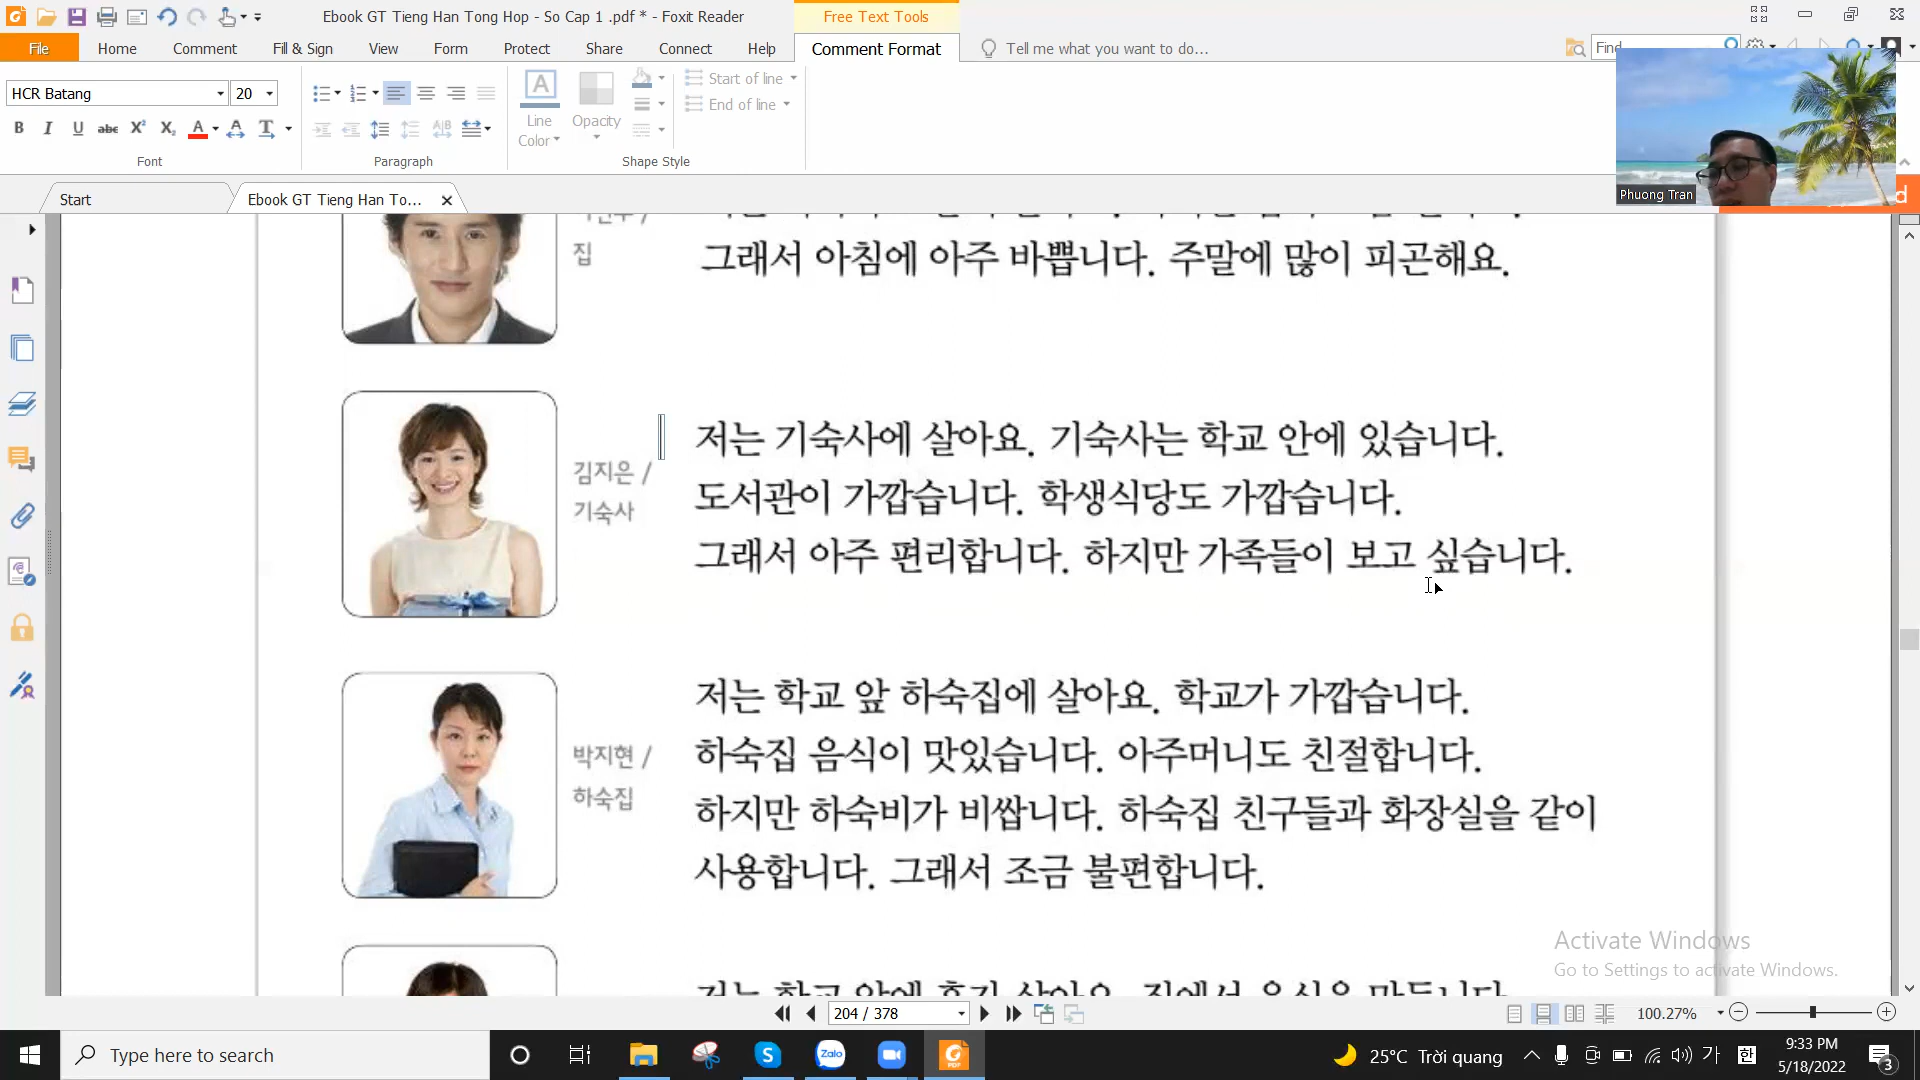 Ebook GT Tieng Han Tong Hop - So Cap 1 .pdf * - Foxit Reader
Free Text Tools
File Home Comment Fill & Sign View Form Protect Share Connect Help Comment Format Tell me what you want to do... Find
HCR Batang 20
Line Color
Opacity
Start of line
End of line
Font Paragraph Shape Style
Phuong Tran
Start Ebook GT Tieng Han To...
집
그래서 아침에 아주 바쁩니다. 주말에 많이 피곤해요.
김지은 /
기숙사
저는 기숙사에 살아요. 기숙사는 학교 안에 있습니다.
도서관이 가깝습니다. 학생식당도 가깝습니다.
그래서 아주 편리합니다. 하지만 가족들이 보고 싶습니다.
박지현 /
하숙집
저는 학교 앞 하숙집에 살아요. 학교가 가깝습니다.
하숙집 음식이 맛있습니다. 아주머니도 친절합니다.
하지만 하숙비가 비쌉니다. 하숙집 친구들과 화장실을 같이
사용합니다. 그래서 조금 불편합니다.
Activate Windows
Go to Settings to activate Windows.
204 / 378
100.27%
Type here to search
Zalo
25°C Trời quang
가
한
9:33 PM
5/18/2022
3